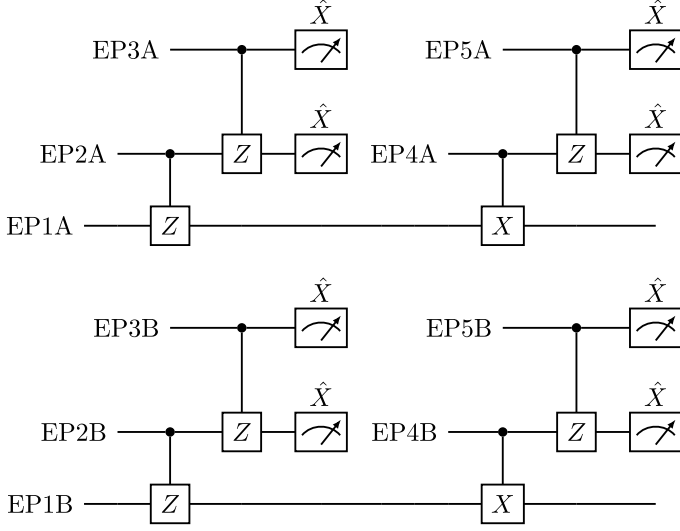 X̂ X̂
EP3A EP5A
X̂ X̂
EP2A Z EP4A Z
EP1A Z X
X̂ X̂
EP3B EP5B
X̂ X̂
EP2B Z EP4B Z
EP1B Z X